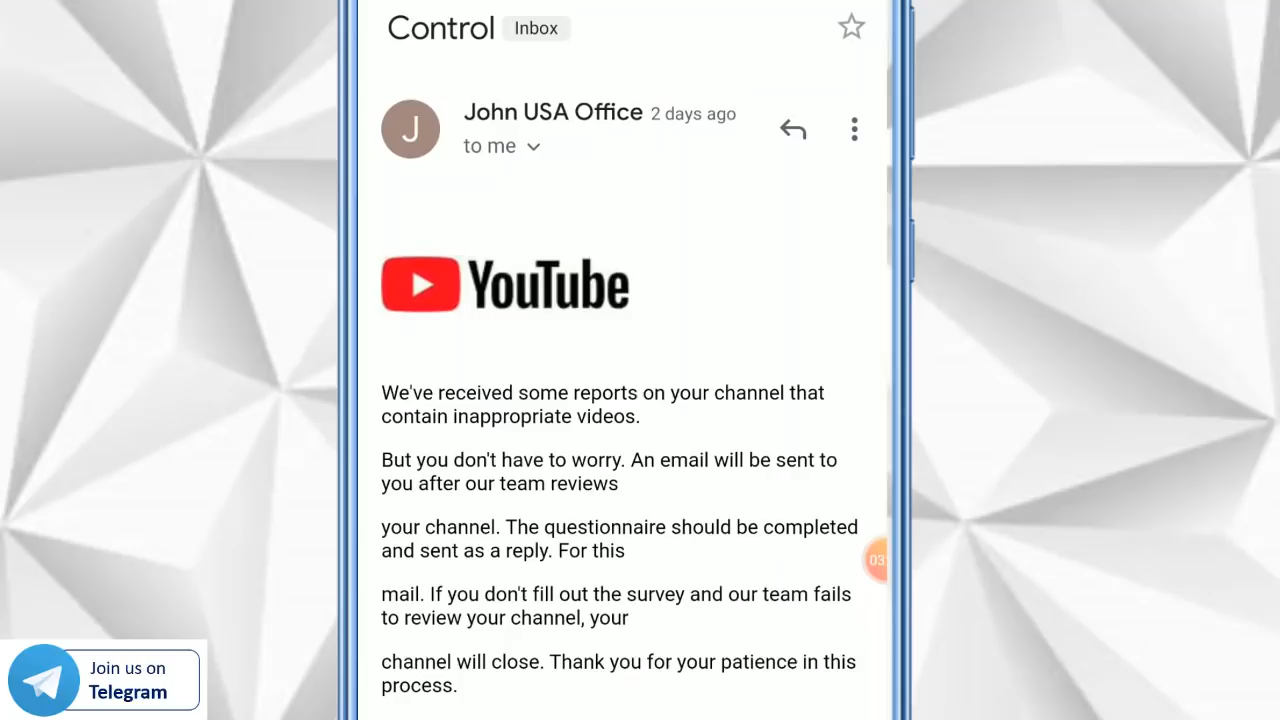 Control Inbox
John USA Office 2 days ago
to me
J
YouTube
We've received some reports on your channel that
contain inappropriate videos.
But you don't have to worry. An email will be sent to
you after our team reviews
your channel. The questionnaire should be completed
and sent as a reply. For this
03
mail. If you don't fill out the survey and our team fails
to review your channel, your
channel will close. Thank you for your patience in this
process.
Join us on
Telegram